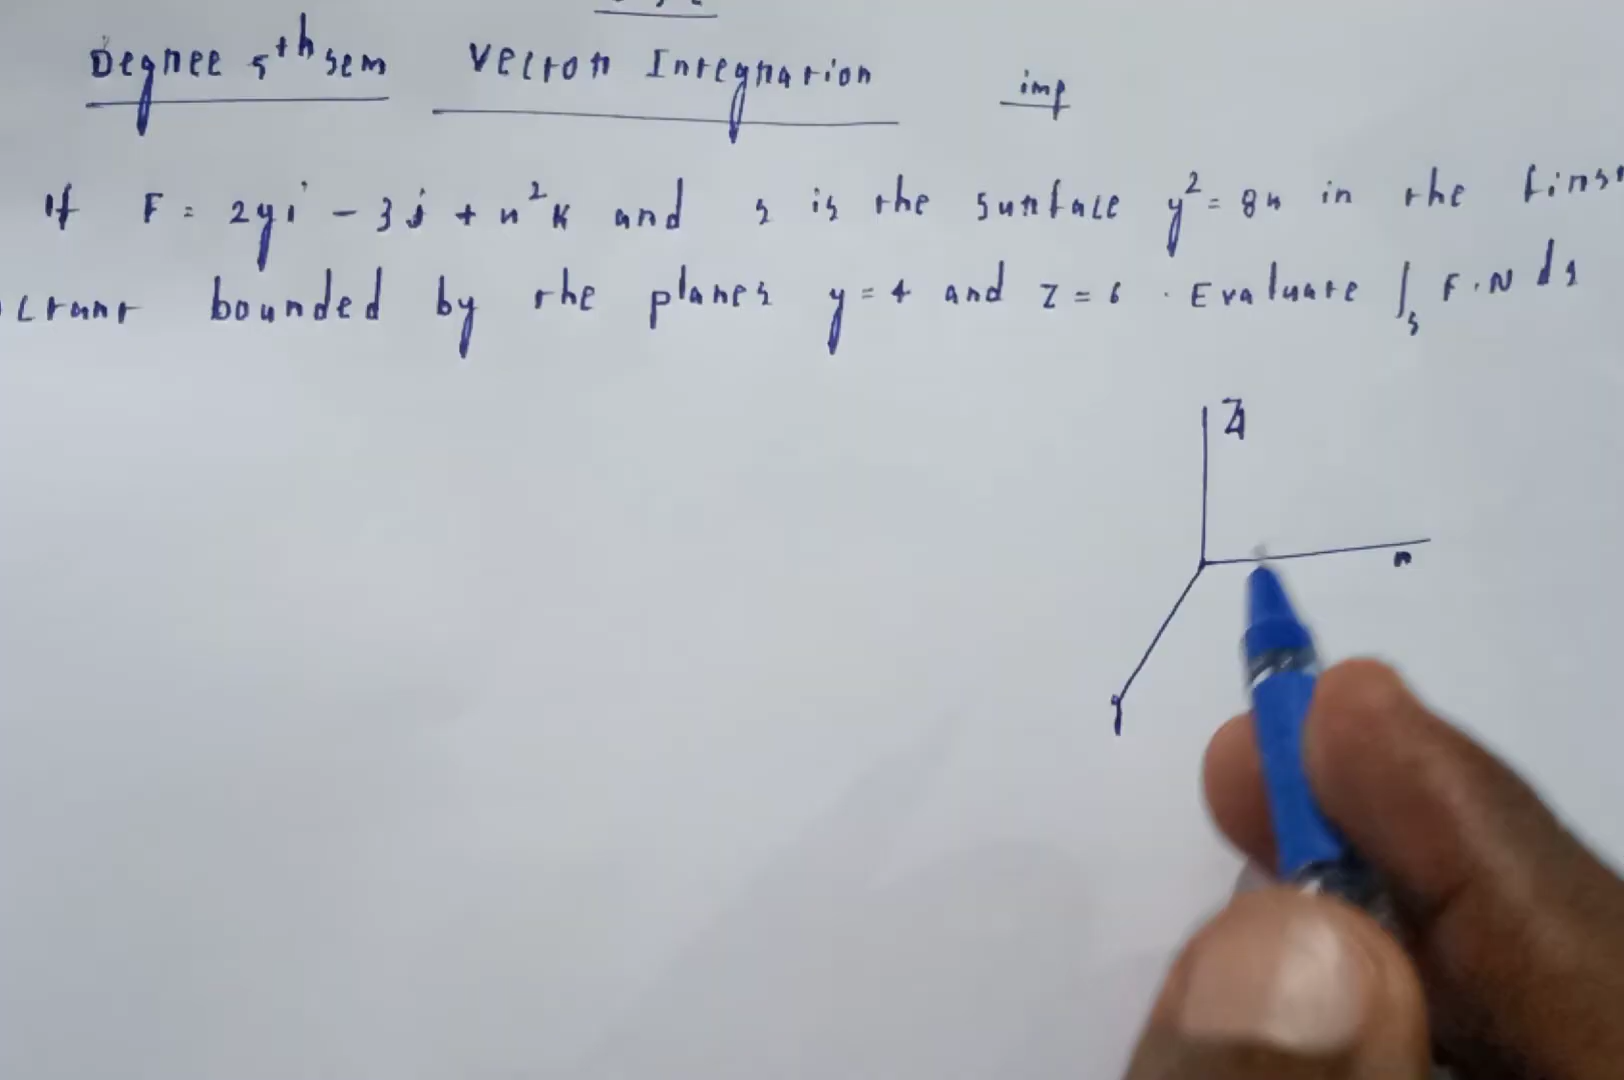 Degree 5th sem Vector Integration imp
If F = 2yi - 3j + x²K and s is the surface y² = 8x in the first
octant bounded by the planes y = 4 and z = 6 . Evaluate ∫s F.N ds
Z
x
y